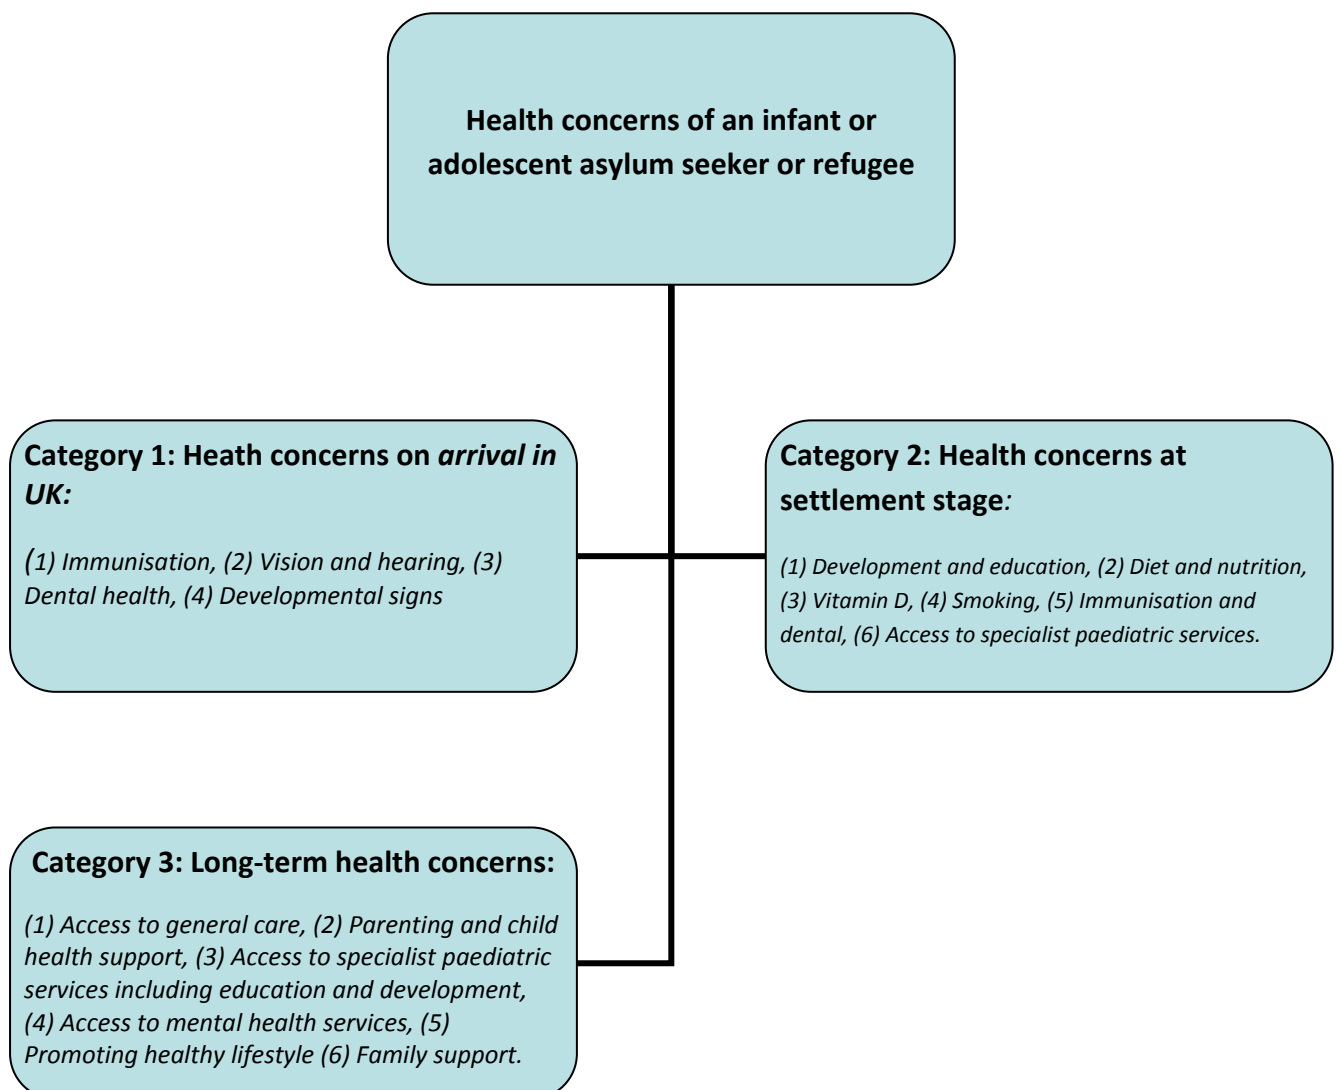 Health concerns of an infant or
adolescent asylum seeker or refugee
Category 1: Heath concerns on arrival in
UK:
(1) Immunisation, (2) Vision and hearing, (3)
Dental health, (4) Developmental signs
Category 2: Health concerns at
settlement stage:
(1) Development and education, (2) Diet and nutrition,
(3) Vitamin D, (4) Smoking, (5) Immunisation and
dental, (6) Access to specialist paediatric services.
Category 3: Long-term health concerns:
(1) Access to general care, (2) Parenting and child
health support, (3) Access to specialist paediatric
services including education and development,
(4) Access to mental health services, (5)
Promoting healthy lifestyle (6) Family support.